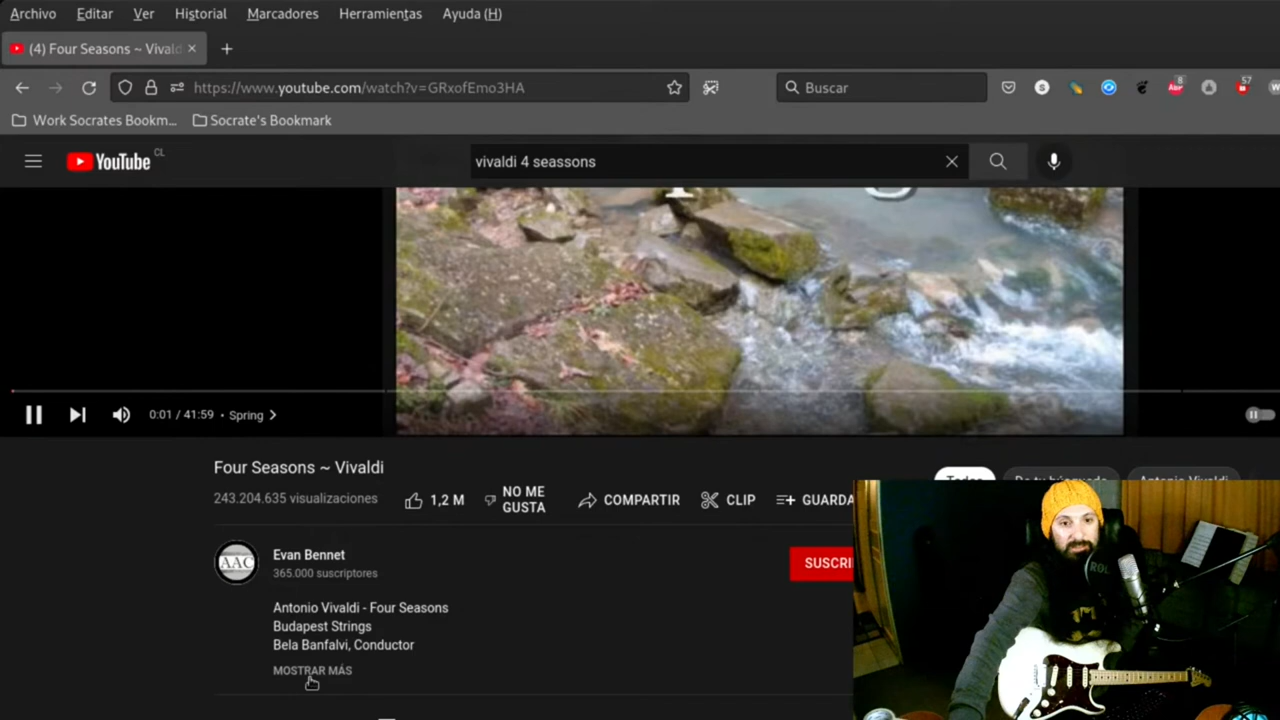 Archivo Editar Ver Historial Marcadores Herramientas Ayuda (H)
(4) Four Seasons ~ Vivald
https://www.youtube.com/watch?v=GRxofEmo3HA
Buscar
8
57
Work Socrates Bookm... Socrate's Bookmark
YouTube CL
vivaldi 4 seassons
0:01 / 41:59 • Spring
Four Seasons ~ Vivaldi
243.204.635 visualizaciones
1,2 M
NO ME
GUSTA
COMPARTIR
CLIP
GUARDA
Evan Bennet
AAC
365.000 suscriptores
SUSCRI
Antonio Vivaldi - Four Seasons
Budapest Strings
Bela Banfalvi, Conductor
MOSTRAR MÁS